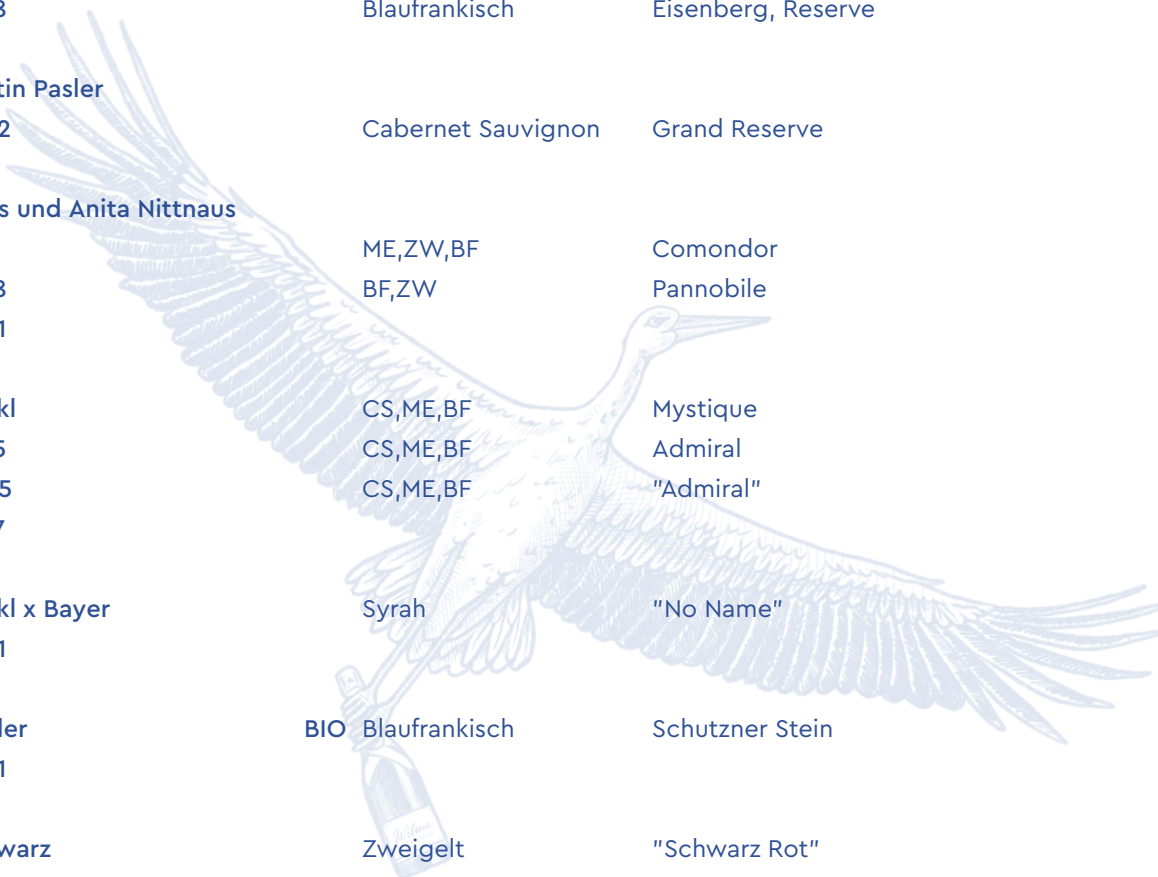 3 Blaufrankisch Eisenberg, Reserve
tin Pasler
2 Cabernet Sauvignon Grand Reserve
s und Anita Nittnaus
ME,ZW,BF Comondor
3 BF,ZW Pannobile
1
kl CS,ME,BF Mystique
5 CS,ME,BF Admiral
5 CS,ME,BF "Admiral"
7
kl x Bayer Syrah "No Name"
1
ler BIO Blaufrankisch Schutzner Stein
1
warz Zweigelt "Schwarz Rot"